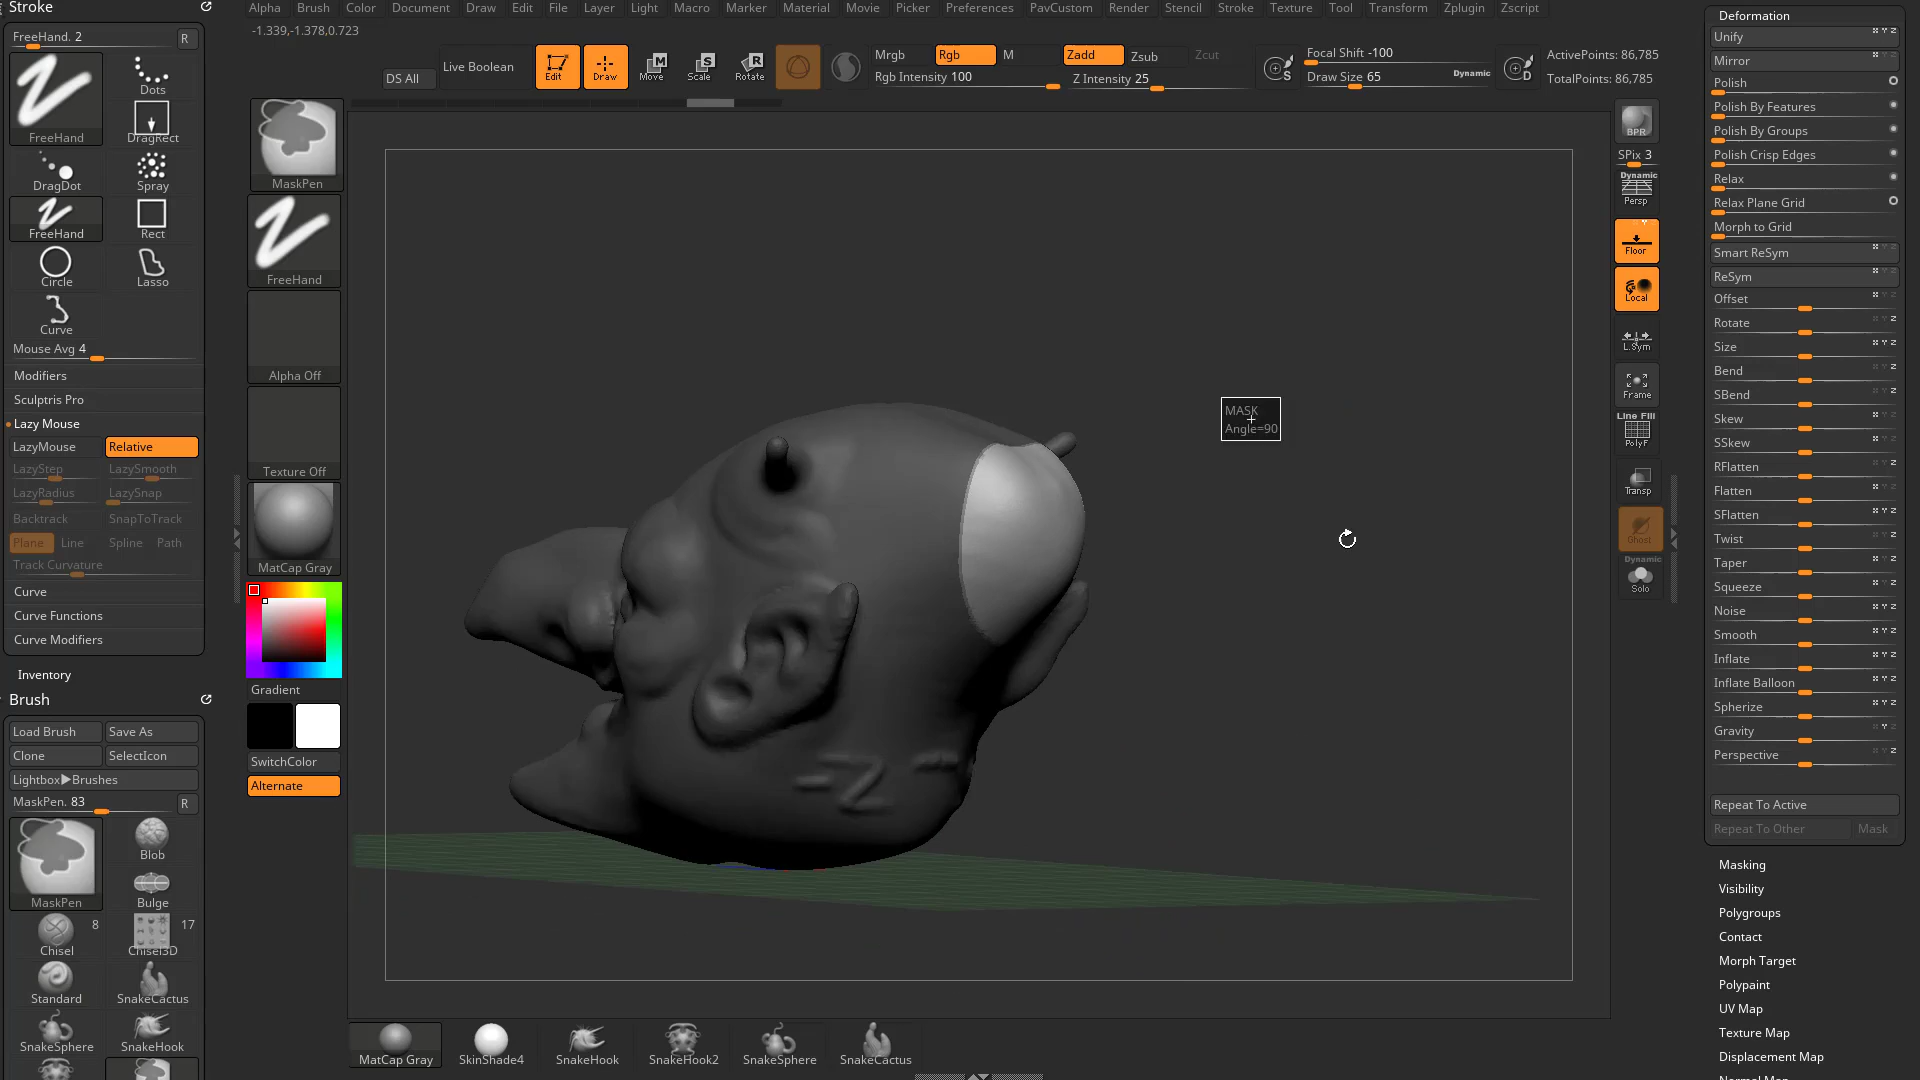 Stroke
FreeHand. 2
R
FreeHand
Dots
DragRect
DragDot
Spray
FreeHand
Rect
Circle
Lasso
Curve
Mouse Avg 4
Modifiers
Sculptris Pro
Lazy Mouse
LazyMouse
Relative
LazyStep
LazySmooth
LazyRadius
LazySnap
Backtrack
SnapToTrack
Plane
Line
Spline
Path
Track Curvature
Curve
Curve Functions
Curve Modifiers
Inventory
Brush
Load Brush
Save As
Clone
SelectIcon
Lightbox▶Brushes
MaskPen. 83
R
MaskPen
Blob
Bulge
8
17
Chisel
Chisel3D
Standard
SnakeCactus
SnakeSphere
SnakeHook
Alpha Brush Color Document Draw Edit File Layer Light Macro Marker Material Movie Picker Preferences PavCustom Render Stencil Stroke Texture Tool Transform Zplugin Zscript
-1.339,-1.378,0.723
DS All
Live Boolean
Edit
Draw
Move
Scale
Rotate
Mrgb
Rgb
M
Rgb Intensity 100
Zadd
Zsub
Zcut
Z Intensity 25
S
Focal Shift -100
Draw Size 65
Dynamic
D
ActivePoints: 86,785
TotalPoints: 86,785
MaskPen
FreeHand
Alpha Off
Texture Off
MatCap Gray
Gradient
SwitchColor
Alternate
MASK
Angle=90
Z
MatCap Gray
SkinShade4
SnakeHook
SnakeHook2
SnakeSphere
SnakeCactus
BPR
SPix 3
Dynamic
Persp
Floor
Local
L.Sym
Frame
Line Fill
PolyF
Transp
Ghost
Dynamic
Solo
Deformation
Unify
Mirror
Polish
Polish By Features
Polish By Groups
Polish Crisp Edges
Relax
Relax Plane Grid
Morph to Grid
Smart ReSym
ReSym
Offset
Rotate
Size
Bend
SBend
Skew
SSkew
RFlatten
Flatten
SFlatten
Twist
Taper
Squeeze
Noise
Smooth
Inflate
Inflate Balloon
Spherize
Gravity
Perspective
Repeat To Active
Repeat To Other
Mask
Masking
Visibility
Polygroups
Contact
Morph Target
Polypaint
UV Map
Texture Map
Displacement Map
Normal Map